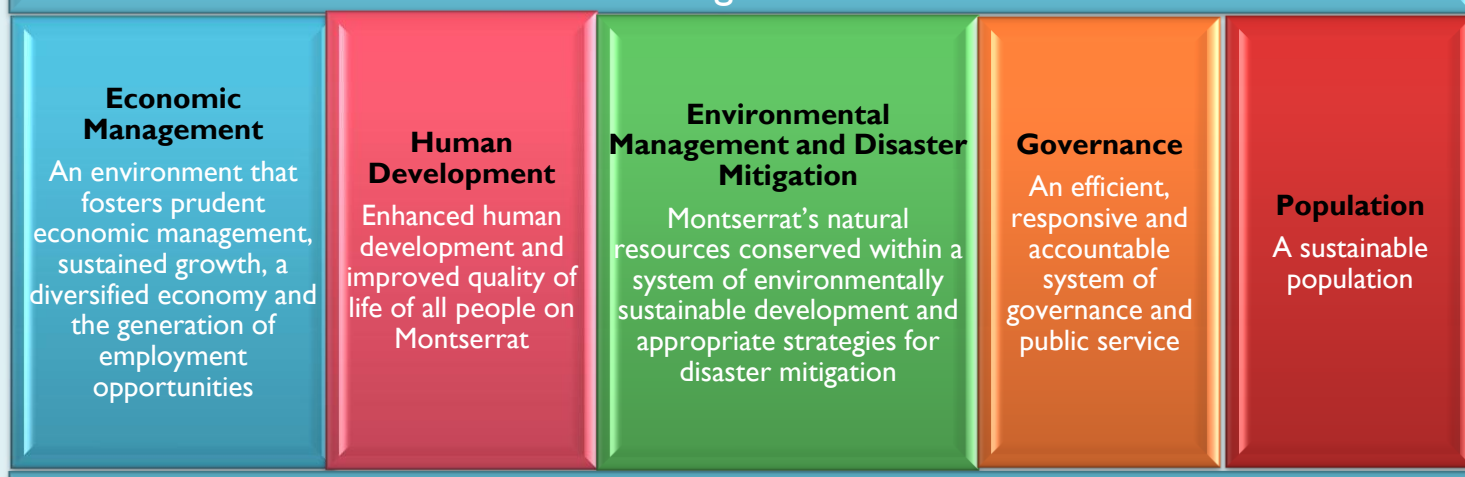 Economic
Management
An environment that
fosters prudent
economic management,
sustained growth, a
diversified economy and
the generation of
employment
opportunities
Human
Development
Enhanced human
development and
improved quality of
life of all people on
Montserrat
Environmental
Management and Disaster
Mitigation
Montserrat’s natural
resources conserved within a
system of environmentally
sustainable development and
appropriate strategies for
disaster mitigation
Governance
An efficient,
responsive and
accountable
system of
governance and
public service
Population
A sustainable
population